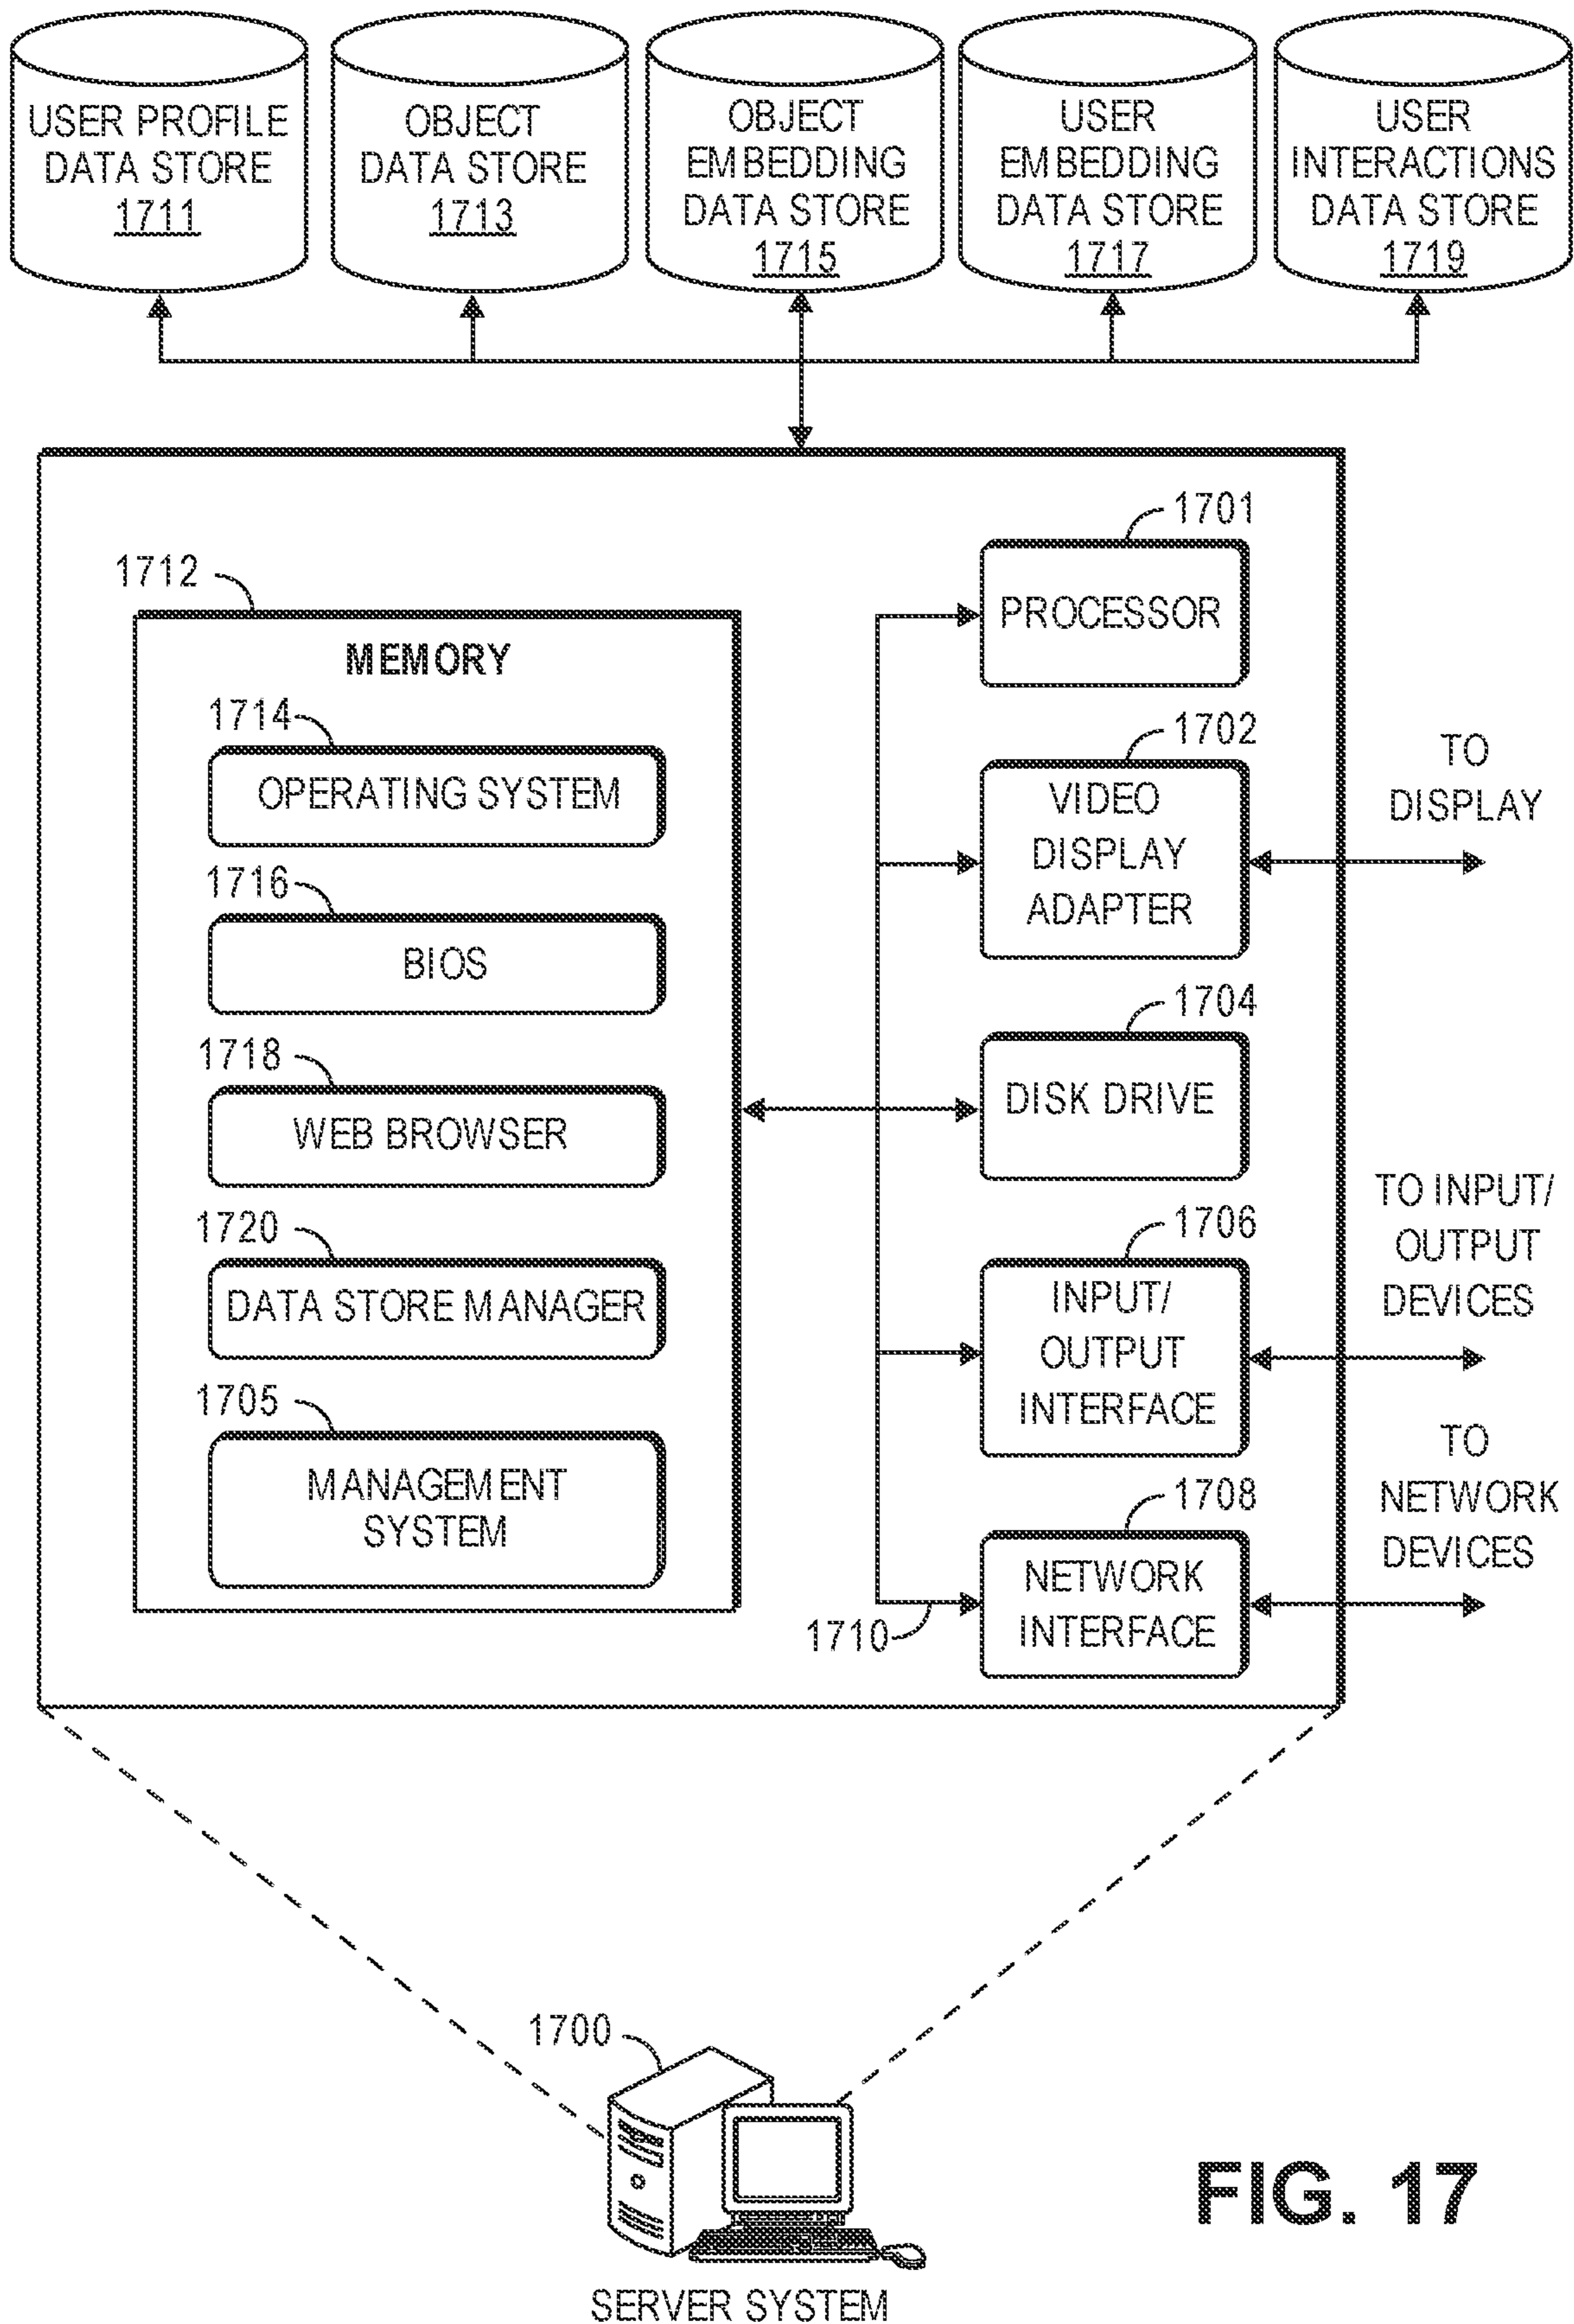 USER PROFILE
DATA STORE
1711
OBJECT
DATA STORE
1713
OBJECT
EMBEDDING
DATA STORE
1715
USER
EMBEDDING
DATA STORE
1717
USER
INTERACTIONS
DATA STORE
1719
1712
MEMORY
1714
OPERATING SYSTEM
1716
BIOS
1718
WEB BROWSER
1720
DATA STORE MANAGER
1705
MANAGEMENT
SYSTEM
1701
PROCESSOR
1702
VIDEO
DISPLAY
ADAPTER
TO
DISPLAY
1704
DISK DRIVE
1706
INPUT/
OUTPUT
INTERFACE
TO INPUT/
OUTPUT
DEVICES
1708
NETWORK
INTERFACE
TO
NETWORK
DEVICES
1710
1700
SERVER SYSTEM
FIG. 17